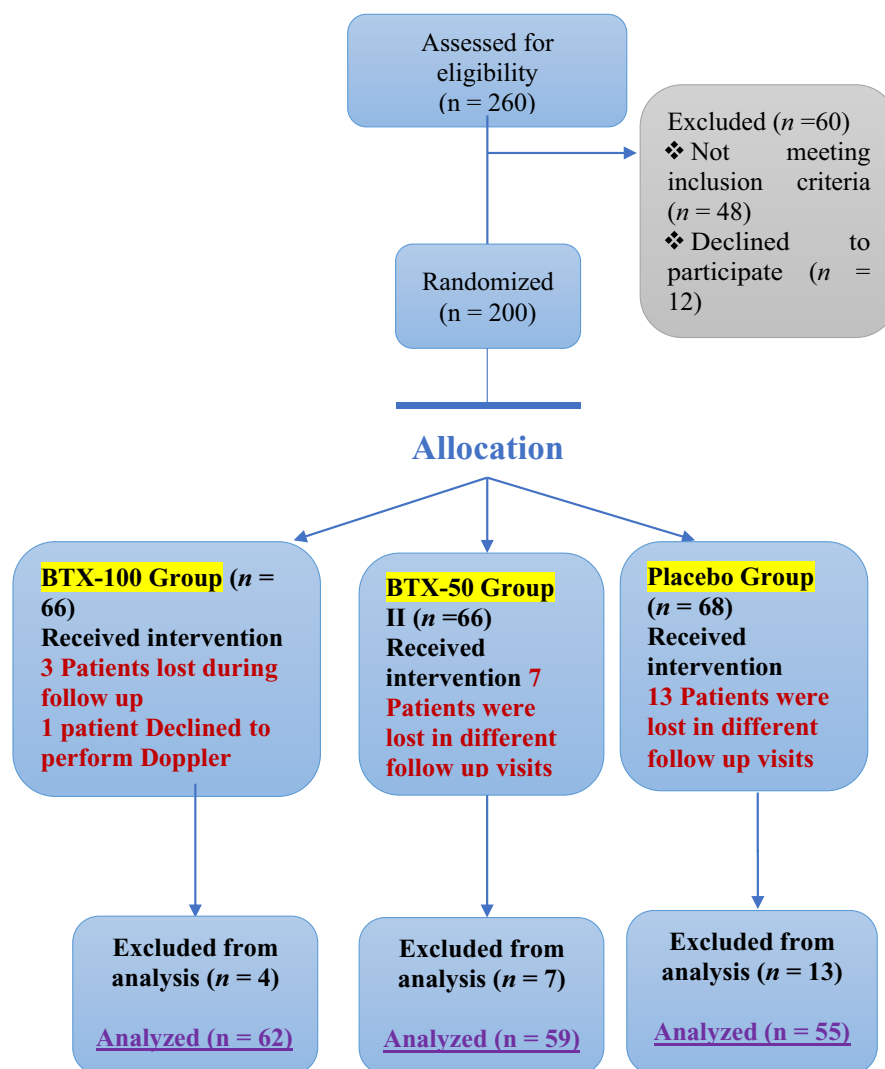 Assessed for
eligibility
(n = 260)
Excluded (n =60)
❖ Not meeting
inclusion criteria
(n = 48)
❖ Declined to
participate (n =
12)
Randomized
(n = 200)
Allocation
BTX-100 Group (n =
66)
Received intervention
3 Patients lost during
follow up
1 patient Declined to
perform Doppler
BTX-50 Group
II (n =66)
Received
intervention 7
Patients were
lost in different
follow up visits
Placebo Group
(n = 68)
Received
intervention
13 Patients were
lost in different
follow up visits
Excluded from
analysis (n = 4)
Analyzed (n = 62)
Excluded from
analysis (n = 7)
Analyzed (n = 59)
Excluded from
analysis (n = 13)
Analyzed (n = 55)